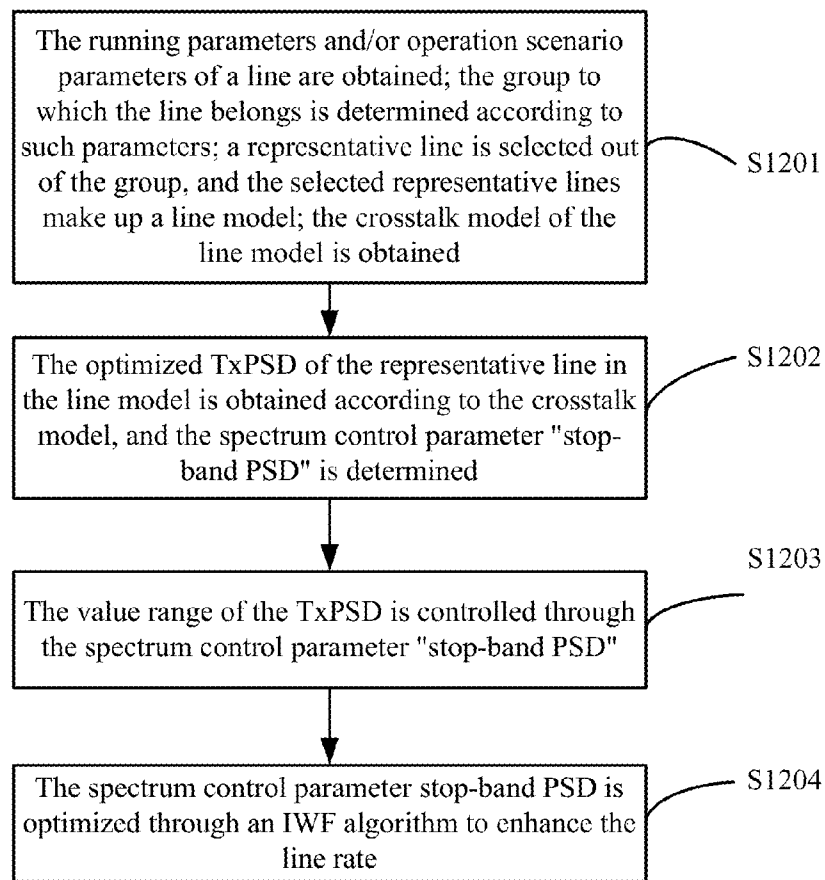 The running parameters and/or operation scenario
parameters of a line are obtained; the group to
which the line belongs is determined according to
such parameters; a representative line is selected out
of the group, and the selected representative lines
make up a line model; the crosstalk model of the
line model is obtained
S1201
The optimized TxPSD of the representative line in
the line model is obtained according to the crosstalk
model, and the spectrum control parameter "stop-
band PSD" is determined
S1202
The value range of the TxPSD is controlled through
the spectrum control parameter "stop-band PSD"
S1203
The spectrum control parameter stop-band PSD is
optimized through an IWF algorithm to enhance the
line rate
S1204